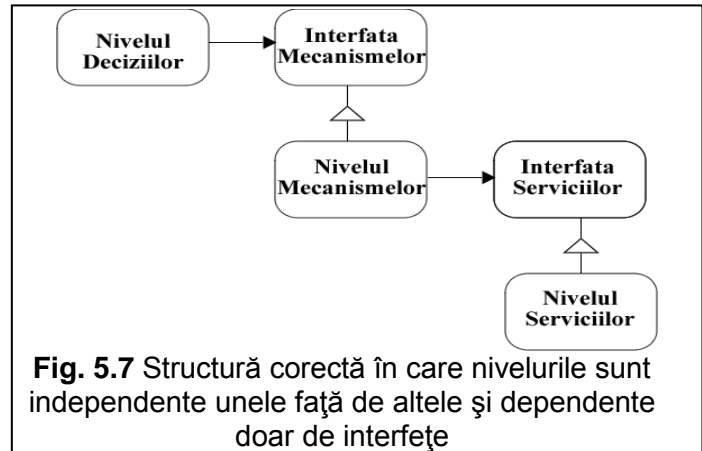 Nivelul
Deciziilor
Interfata
Mecanismelor
Nivelul
Mecanismelor
Interfata
Serviciilor
Nivelul
Serviciilor
Fig. 5.7 Structură corectă în care nivelurile sunt
independente unele faţă de altele şi dependente
doar de interfeţe